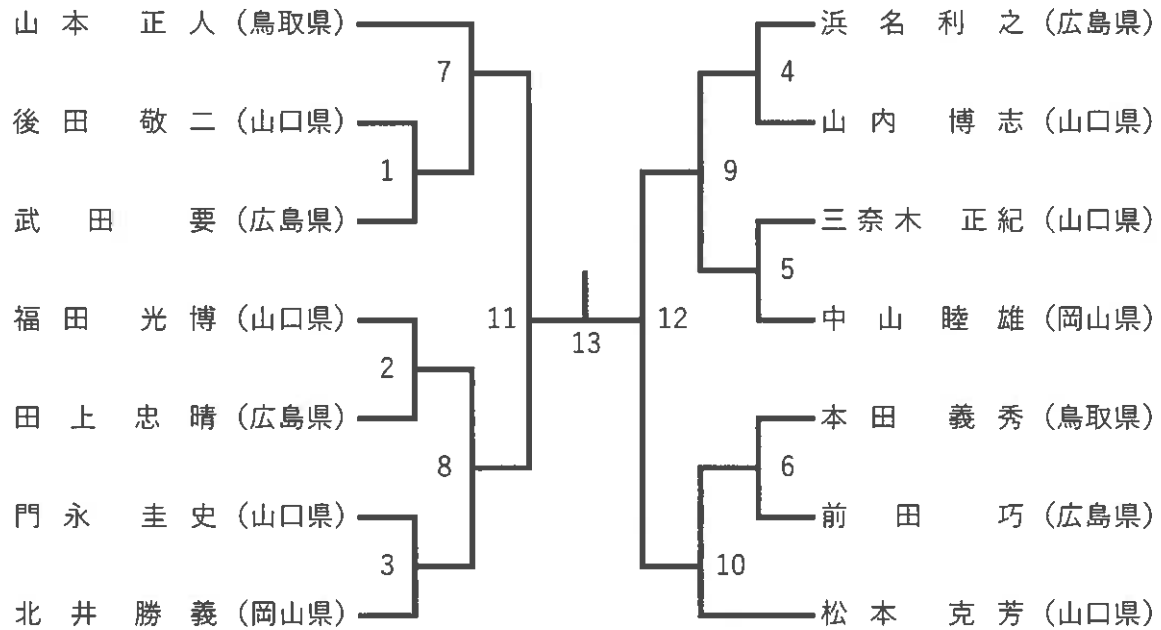 山本 正人 (鳥取県)
7
後田 敬二 (山口県)
1
武田 要 (広島県)
福田 光博 (山口県)
11
2
田上 忠晴 (広島県)
8
門永 圭史 (山口県)
3
北井 勝義 (岡山県)
13
浜名 利之 (広島県)
4
山内 博志 (山口県)
9
三奈木 正紀 (山口県)
5
12
中山 睦雄 (岡山県)
本田 義秀 (鳥取県)
6
前田 巧 (広島県)
10
松本 克芳 (山口県)